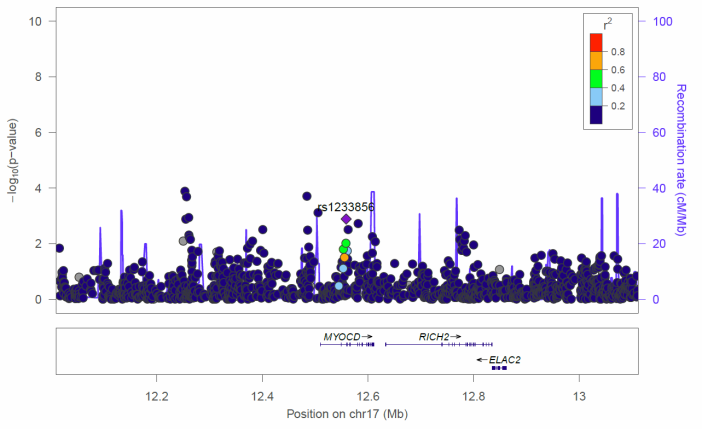 10
8
6
4
2
0
−log10(p−value)
100
80
60
40
20
0
Recombination rate (cM/Mb)
r2
0.8
0.6
0.4
0.2
rs1233856
MYOCD
RICH2
ELAC2
12.2
12.4
12.6
12.8
13
Position on chr17 (Mb)